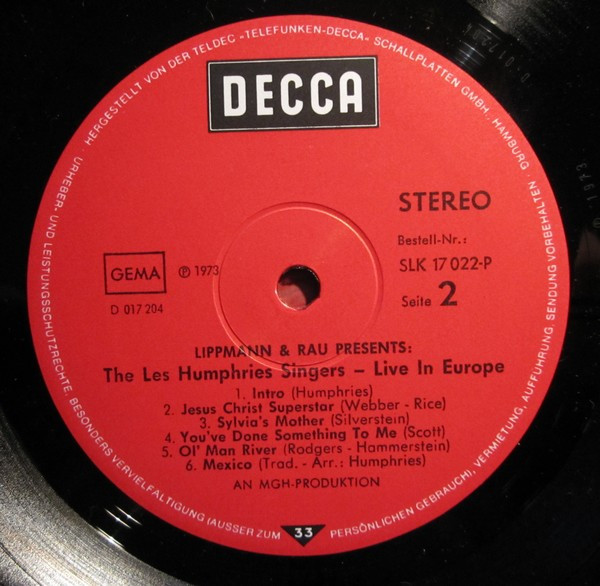 · HERGESTELLT VON DER TELDEC »TELEFUNKEN-DECCA« SCHALLPLATTEN GMBH., HAMBURG ·
URHEBER- UND LEISTUNGSSCHUTZRECHTE, BESONDERS VERVIELFÄLTIGUNG (AUSSER ZUM PERSÖNLICHEN GEBRAUCH), VERMIETUNG, AUFFÜHRUNG, SENDUNG VORBEHALTEN ·
DECCA
STEREO
Bestell-Nr.:
SLK 17 022-P
Seite 2
GEMA
℗ 1973
D 017 204
LIPPMANN & RAU PRESENTS:
The Les Humphries Singers – Live In Europe
1. Intro (Humphries)
2. Jesus Christ Superstar (Webber - Rice)
3. Sylvia's Mother (Silverstein)
4. You've Done Something To Me (Scott)
5. Ol' Man River (Rodgers - Hammerstein)
6. Mexico (Trad. - Arr.: Humphries)
AN MGH-PRODUKTION
33